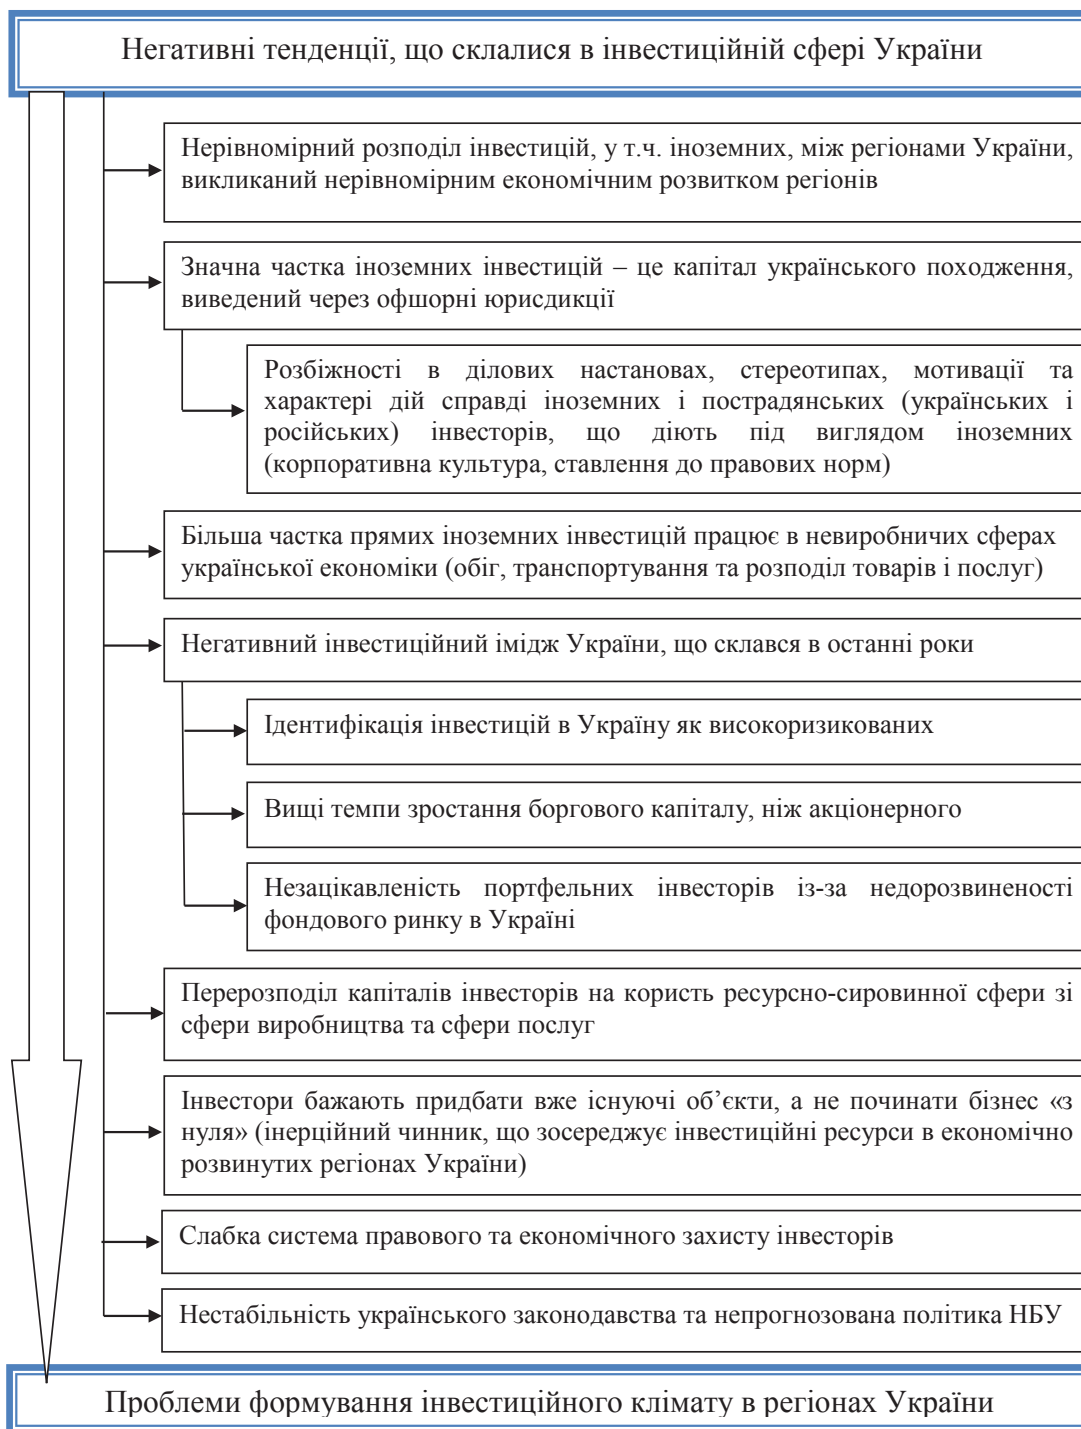 Негативні тенденції, що склалися в інвестиційній сфері України
Нерівномірний розподіл інвестицій, у т.ч. іноземних, між регіонами України,
викликаний нерівномірним економічним розвитком регіонів
Значна частка іноземних інвестицій – це капітал українського походження,
виведений через офшорні юрисдикції
Розбіжності в ділових настановах, стереотипах, мотивації та
характері дій справді іноземних і пострадянських (українських і
російських) інвесторів, що діють під виглядом іноземних
(корпоративна культура, ставлення до правових норм)
Більша частка прямих іноземних інвестицій працює в невиробничих сферах
української економіки (обіг, транспортування та розподіл товарів і послуг)
Негативний інвестиційний імідж України, що склався в останні роки
Ідентифікація інвестицій в Україну як високоризикованих
Вищі темпи зростання боргового капіталу, ніж акціонерного
Незацікавленість портфельних інвесторів із-за недорозвиненості
фондового ринку в Україні
Перерозподіл капіталів інвесторів на користь ресурсно-сировинної сфери зі
сфери виробництва та сфери послуг
Інвестори бажають придбати вже існуючі об’єкти, а не починати бізнес «з
нуля» (інерційний чинник, що зосереджує інвестиційні ресурси в економічно
розвинутих регіонах України)
Слабка система правового та економічного захисту інвесторів
Нестабільність українського законодавства та непрогнозована політика НБУ
Проблеми формування інвестиційного клімату в регіонах України